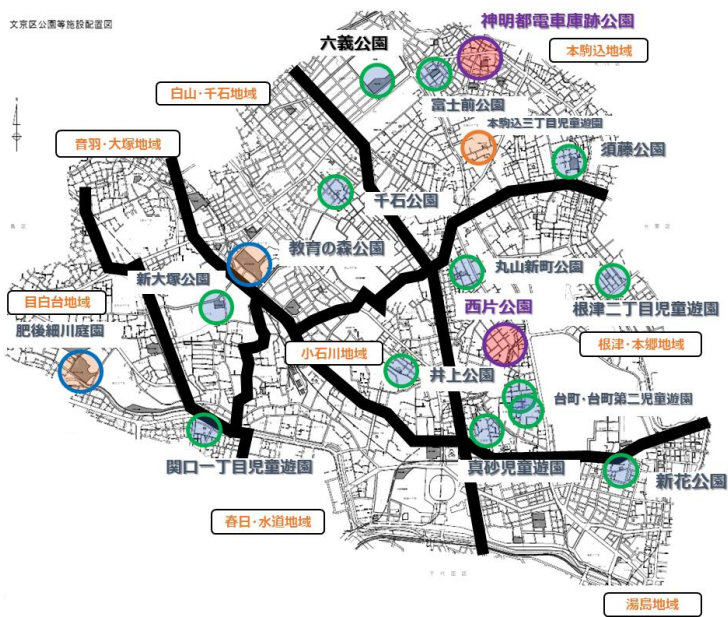 文京区公園等施設配置図
神明都電車庫跡公園
六義公園
本駒込地域
白山・千石地域
富士前公園
本駒込三丁目児童遊園
音羽・大塚地域
須藤公園
千石公園
教育の森公園
丸山新町公園
新大塚公園
目白台地域
西片公園
根津二丁目児童遊園
肥後細川庭園
小石川地域
根津・本郷地域
井上公園
台町・台町第二児童遊園
関口一丁目児童遊園
真砂児童遊園
新花公園
春日・水道地域
千代田区
湯島地域